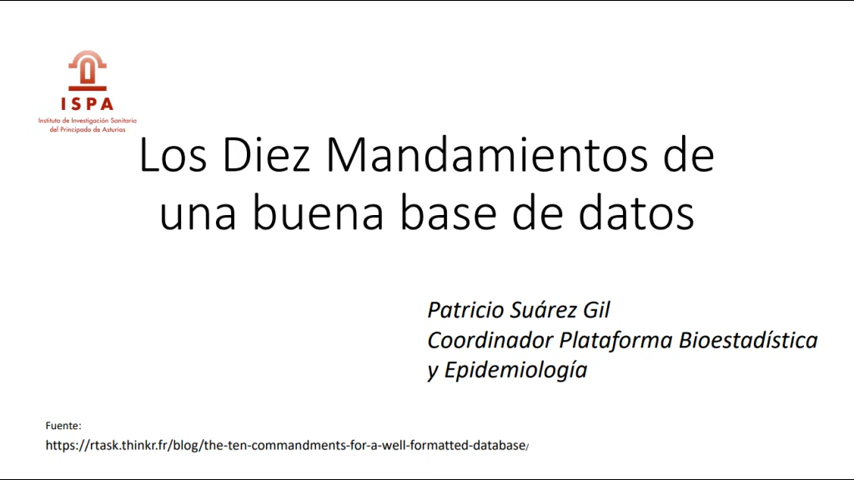 ISPA
Instituto de Investigación Sanitaria
del Principado de Asturias
Los Diez Mandamientos de
una buena base de datos
Patricio Suárez Gil
Coordinador Plataforma Bioestadística
y Epidemiología
Fuente:
https://rtask.thinkr.fr/blog/the-ten-commandments-for-a-well-formatted-database/